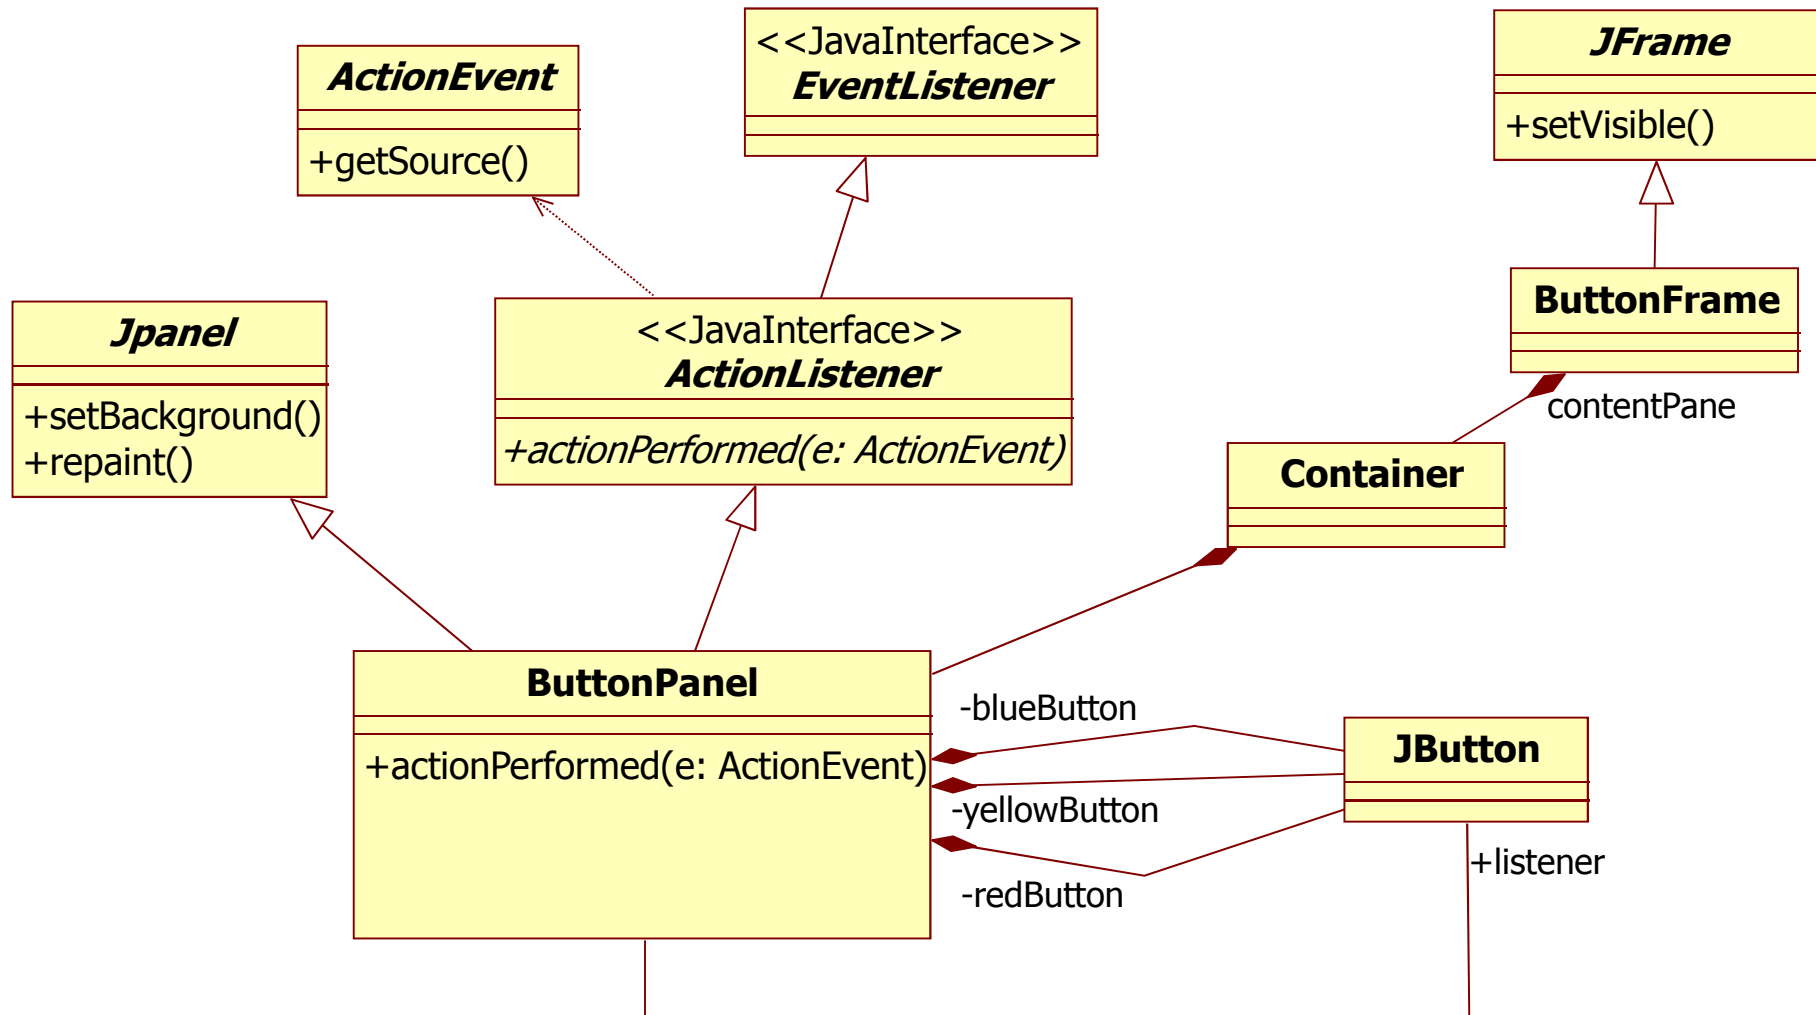 <<JavaInterface>>
EventListener
JFrame
+setVisible()
ActionEvent
+getSource()
ButtonFrame
contentPane
Jpanel
+setBackground()
+repaint()
<<JavaInterface>>
ActionListener
+actionPerformed(e: ActionEvent)
Container
ButtonPanel
+actionPerformed(e: ActionEvent)
-blueButton
-yellowButton
-redButton
JButton
+listener